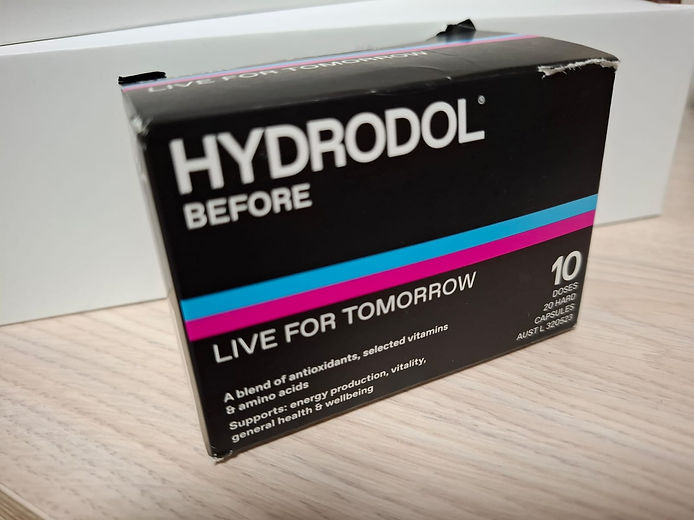 LIVE FOR TOMORROW
HYDRODOL®
BEFORE
LIVE FOR TOMORROW
A blend of antioxidants, selected vitamins
& amino acids
Supports: energy production, vitality,
general health & wellbeing
10
DOSES
20 HARD
CAPSULES
AUST L 320523